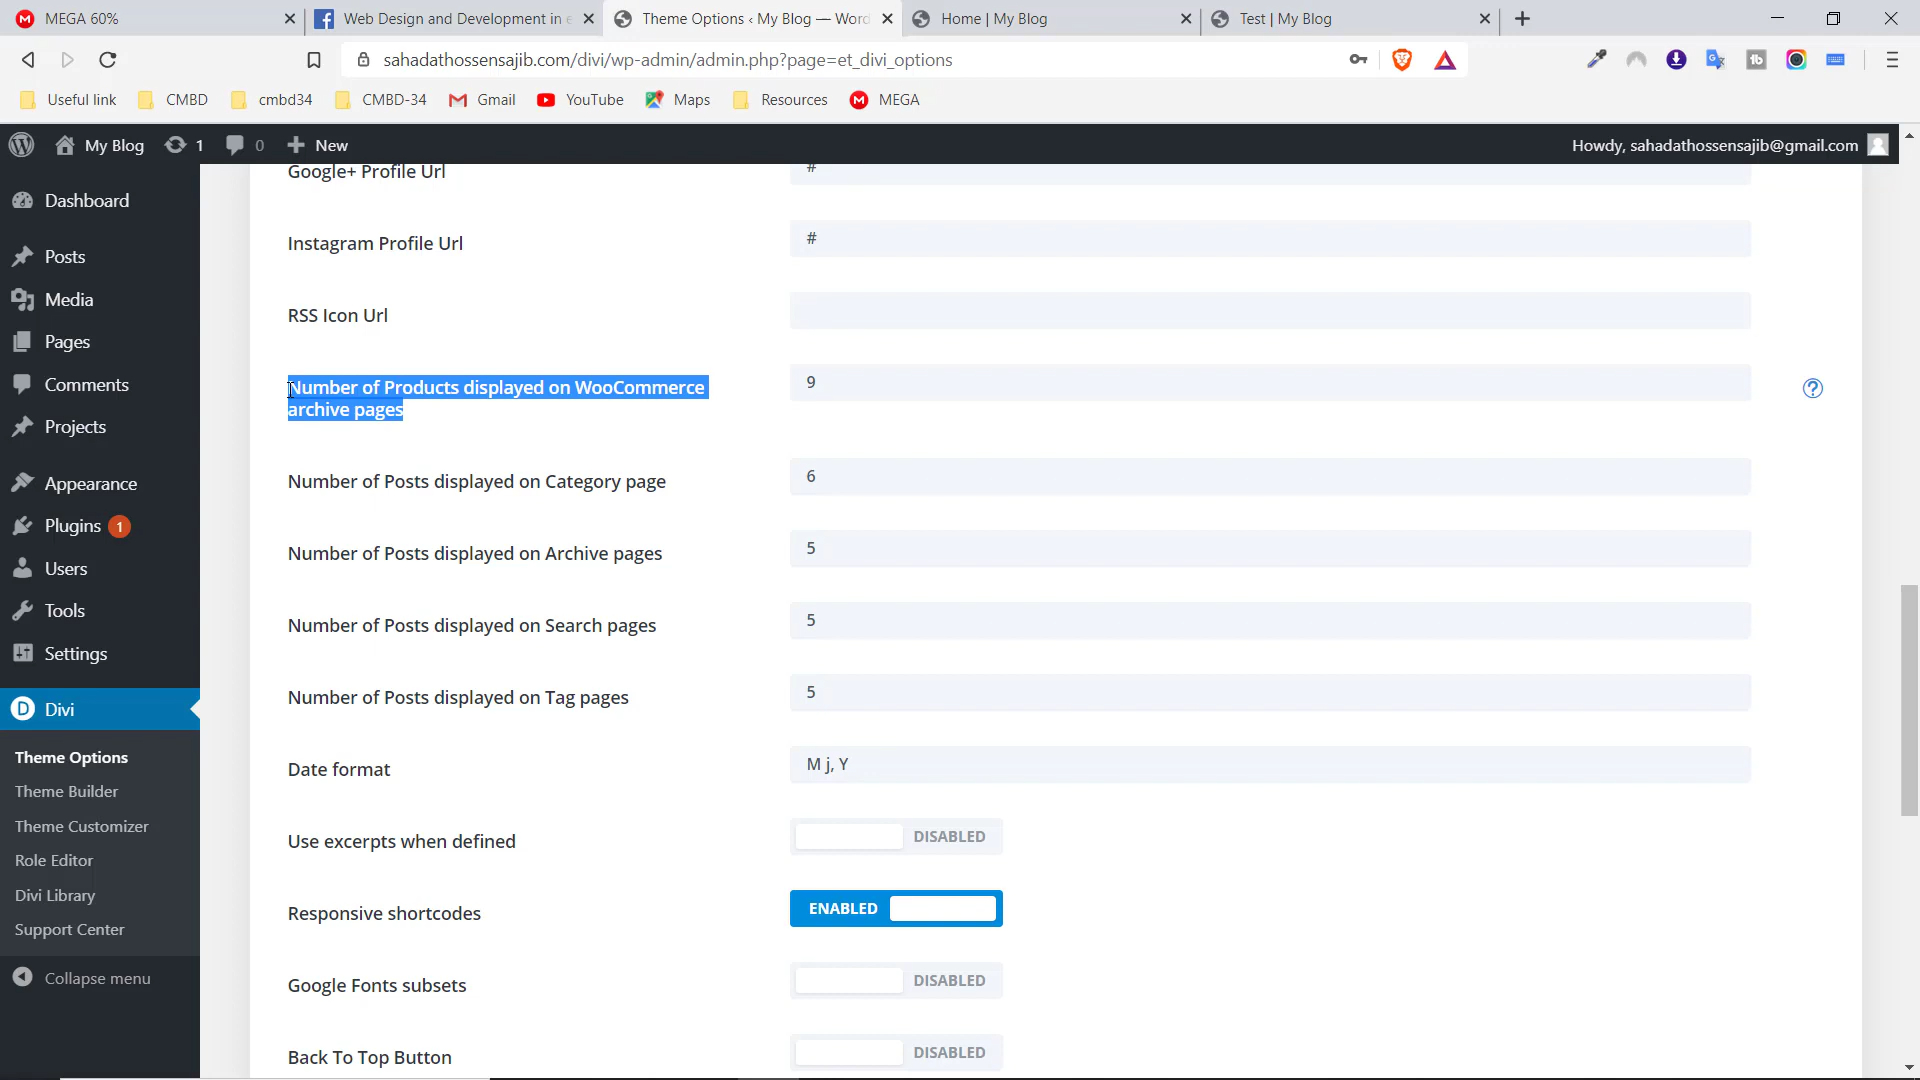 MEGA 60%
Web Design and Development in e
Theme Options ‹ My Blog — Word
Home | My Blog
Test | My Blog
sahadathossensajib.com/divi/wp-admin/admin.php?page=et_divi_options
Useful link
CMBD
cmbd34
CMBD-34
Gmail
YouTube
Maps
Resources
MEGA
My Blog
1
0
New
Howdy, sahadathossensajib@gmail.com
Dashboard
Posts
Media
Pages
Comments
Projects
Appearance
Plugins 1
Users
Tools
Settings
Divi
Theme Options
Theme Builder
Theme Customizer
Role Editor
Divi Library
Support Center
Collapse menu
Google+ Profile Url
#
Instagram Profile Url
#
RSS Icon Url
Number of Products displayed on WooCommerce
archive pages
9
Number of Posts displayed on Category page
6
Number of Posts displayed on Archive pages
5
Number of Posts displayed on Search pages
5
Number of Posts displayed on Tag pages
5
Date format
M j, Y
Use excerpts when defined
DISABLED
Responsive shortcodes
ENABLED
Google Fonts subsets
DISABLED
Back To Top Button
DISABLED